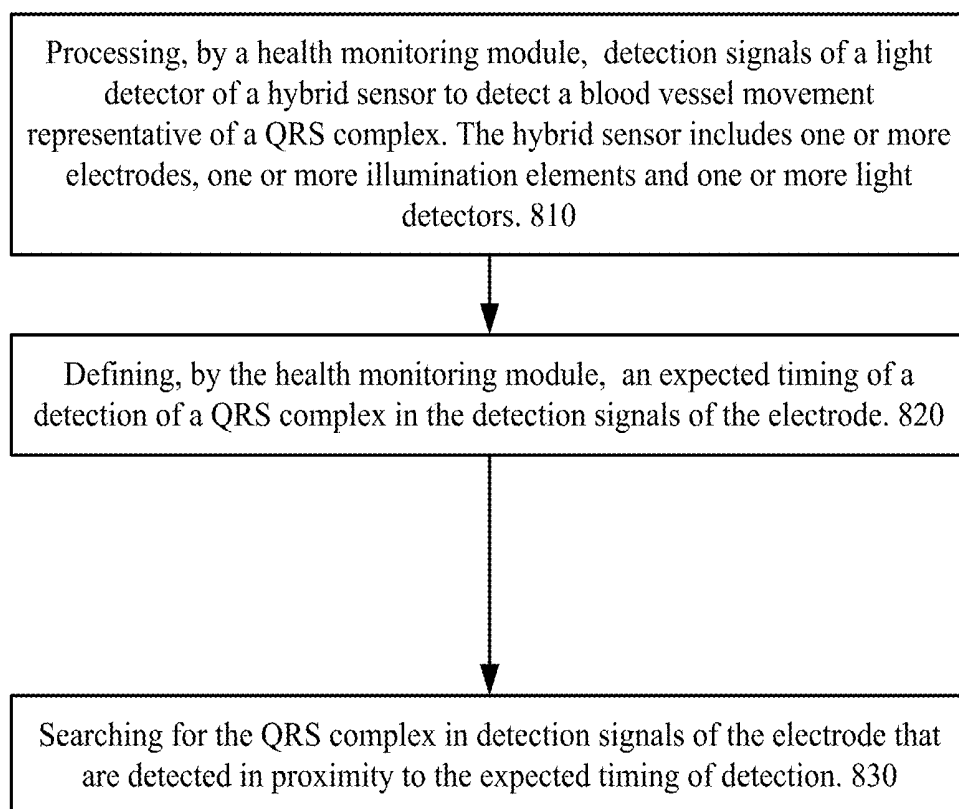 Processing, by a health monitoring module, detection signals of a light
detector of a hybrid sensor to detect a blood vessel movement
representative of a QRS complex. The hybrid sensor includes one or more
electrodes, one or more illumination elements and one or more light
detectors. 810
Defining, by the health monitoring module, an expected timing of a
detection of a QRS complex in the detection signals of the electrode. 820
Searching for the QRS complex in detection signals of the electrode that
are detected in proximity to the expected timing of detection. 830